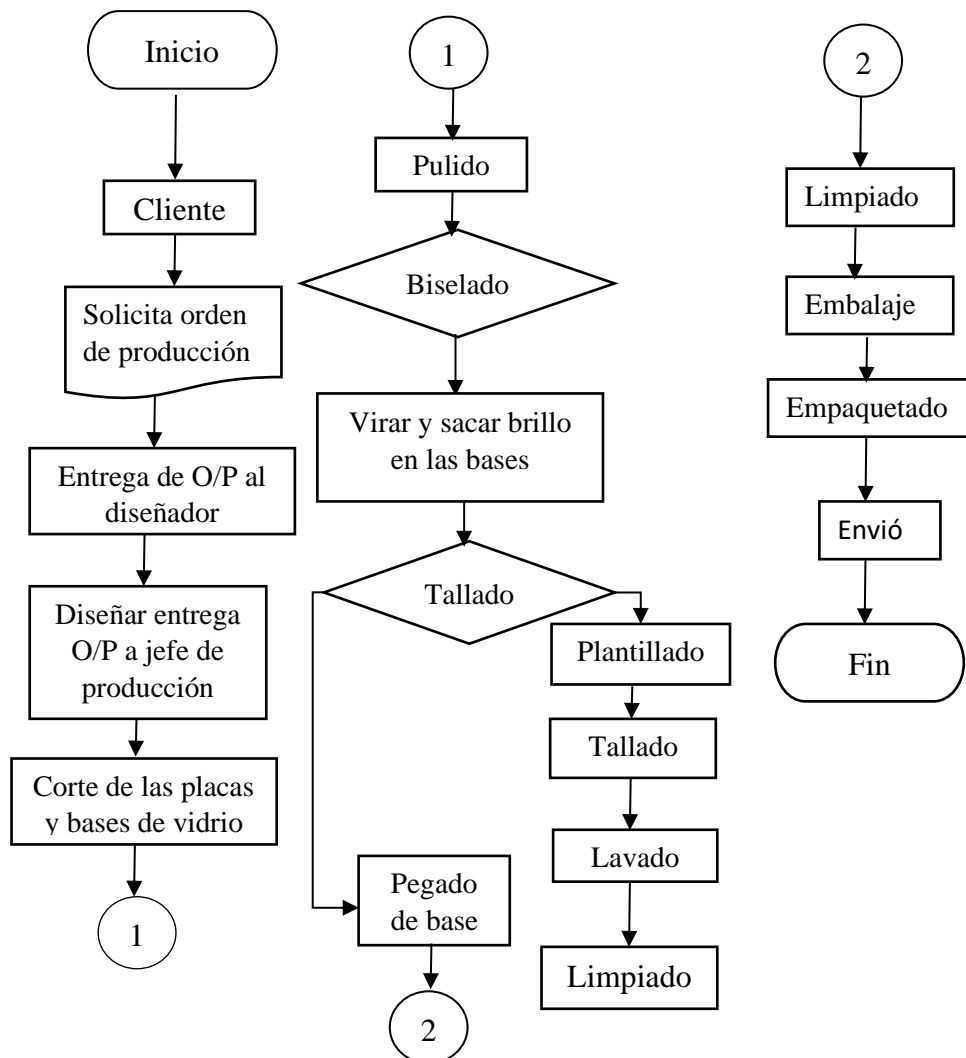 Inicio
Cliente
Solicita orden
de producción
Entrega de O/P al
diseñador
Diseñar entrega
O/P a jefe de
producción
Corte de las placas
y bases de vidrio
1
1
Pulido
Biselado
Virar y sacar brillo
en las bases
Tallado
Plantillado
Tallado
Lavado
Limpiado
Pegado
de base
2
2
Limpiado
Embalaje
Empaquetado
Envió
Fin